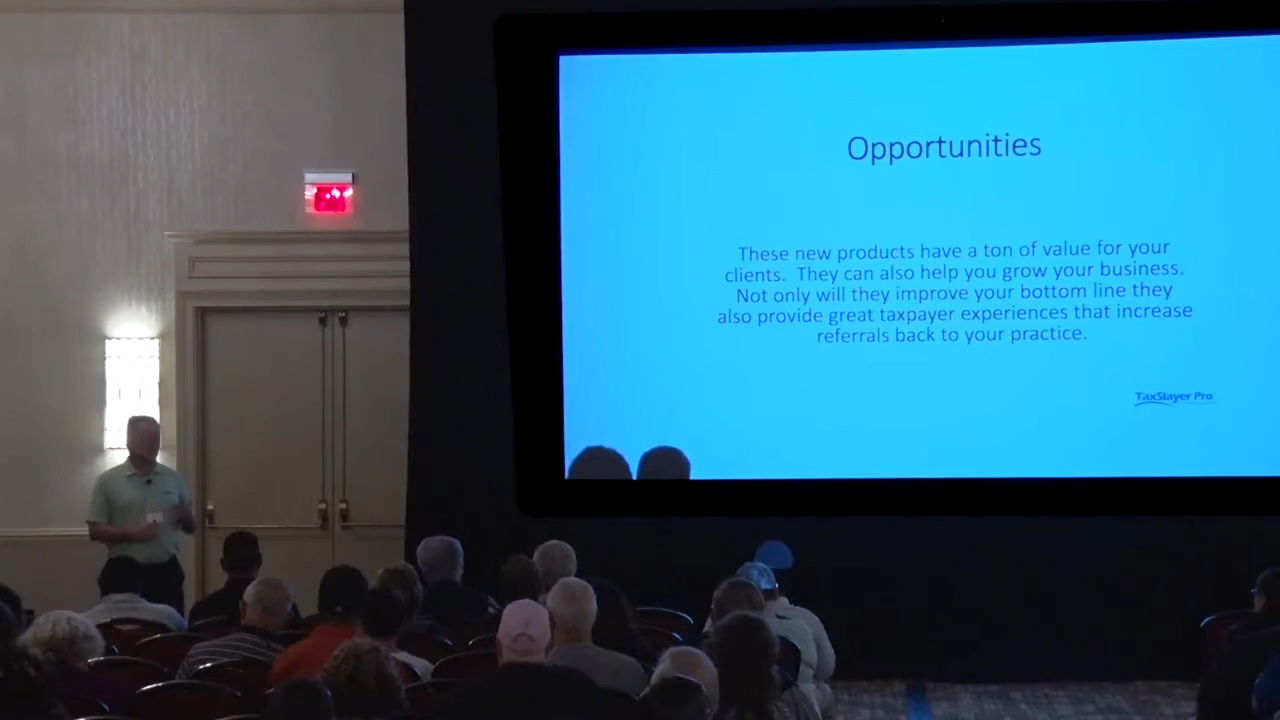 Opportunities
These new products have a ton of value for your
clients. They can also help you grow your business.
Not only will they improve your bottom line they
also provide great taxpayer experiences that increase
referrals back to your practice.
TaxSlayer Pro